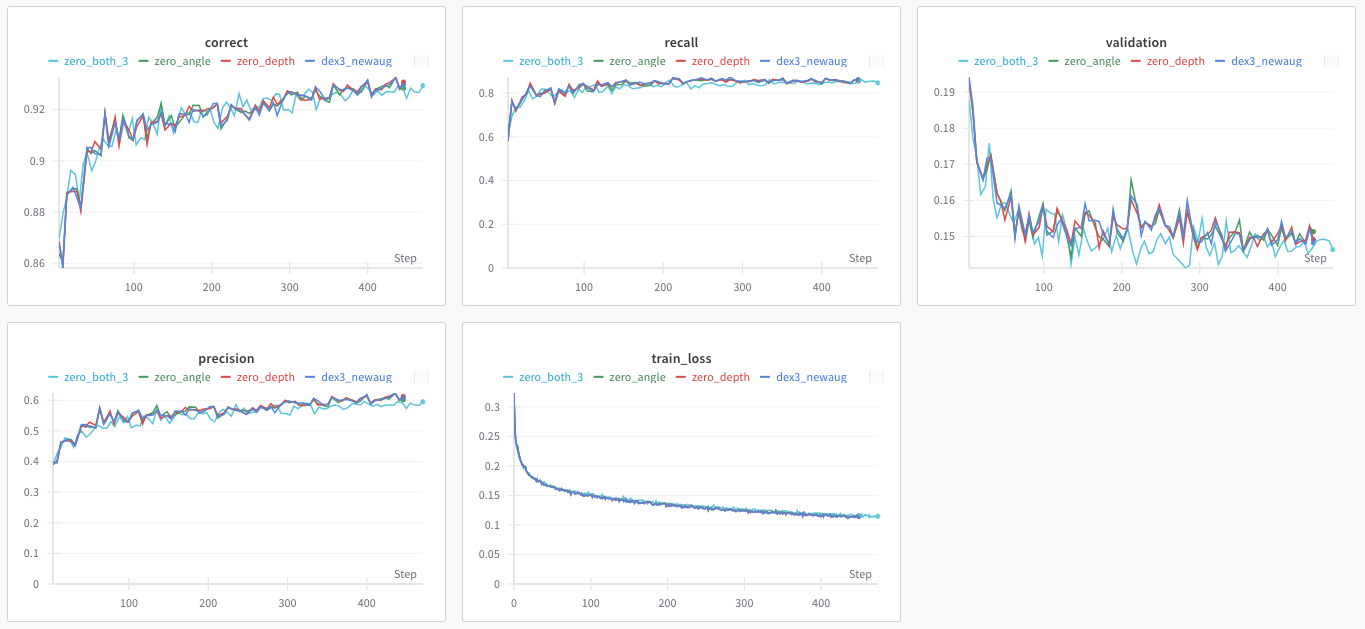 correct
zero_both_3 zero_angle zero_depth dex3_newaug
0.92
0.9
0.88
0.86
Step
100 200 300 400
recall
zero_both_3 zero_angle zero_depth dex3_newaug
0.8
0.6
0.4
0.2
0
Step
100 200 300 400
validation
zero_both_3 zero_angle zero_depth dex3_newaug
0.19
0.18
0.17
0.16
0.15
Step
100 200 300 400
precision
zero_both_3 zero_angle zero_depth dex3_newaug
0.6
0.5
0.4
0.3
0.2
0.1
0
Step
100 200 300 400
train_loss
zero_both_3 zero_angle zero_depth dex3_newaug
0.3
0.25
0.2
0.15
0.1
0.05
0
Step
0 100 200 300 400